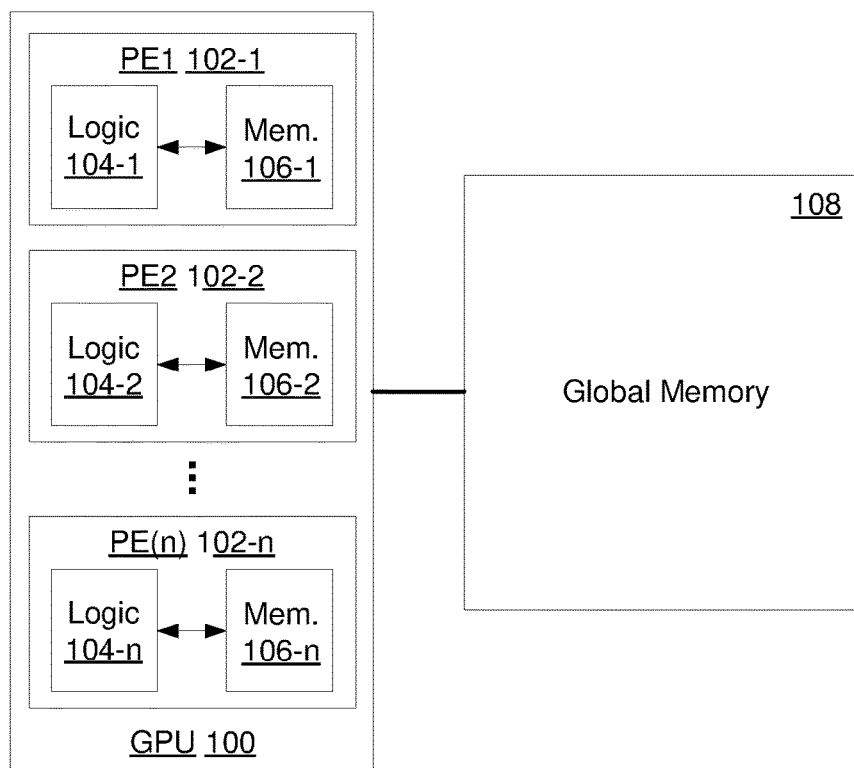 PE1 102-1
Logic
104-1
Mem.
106-1
PE2 102-2
Logic
104-2
Mem.
106-2
PE(n) 102-n
Logic
104-n
Mem.
106-n
GPU 100
108
Global Memory